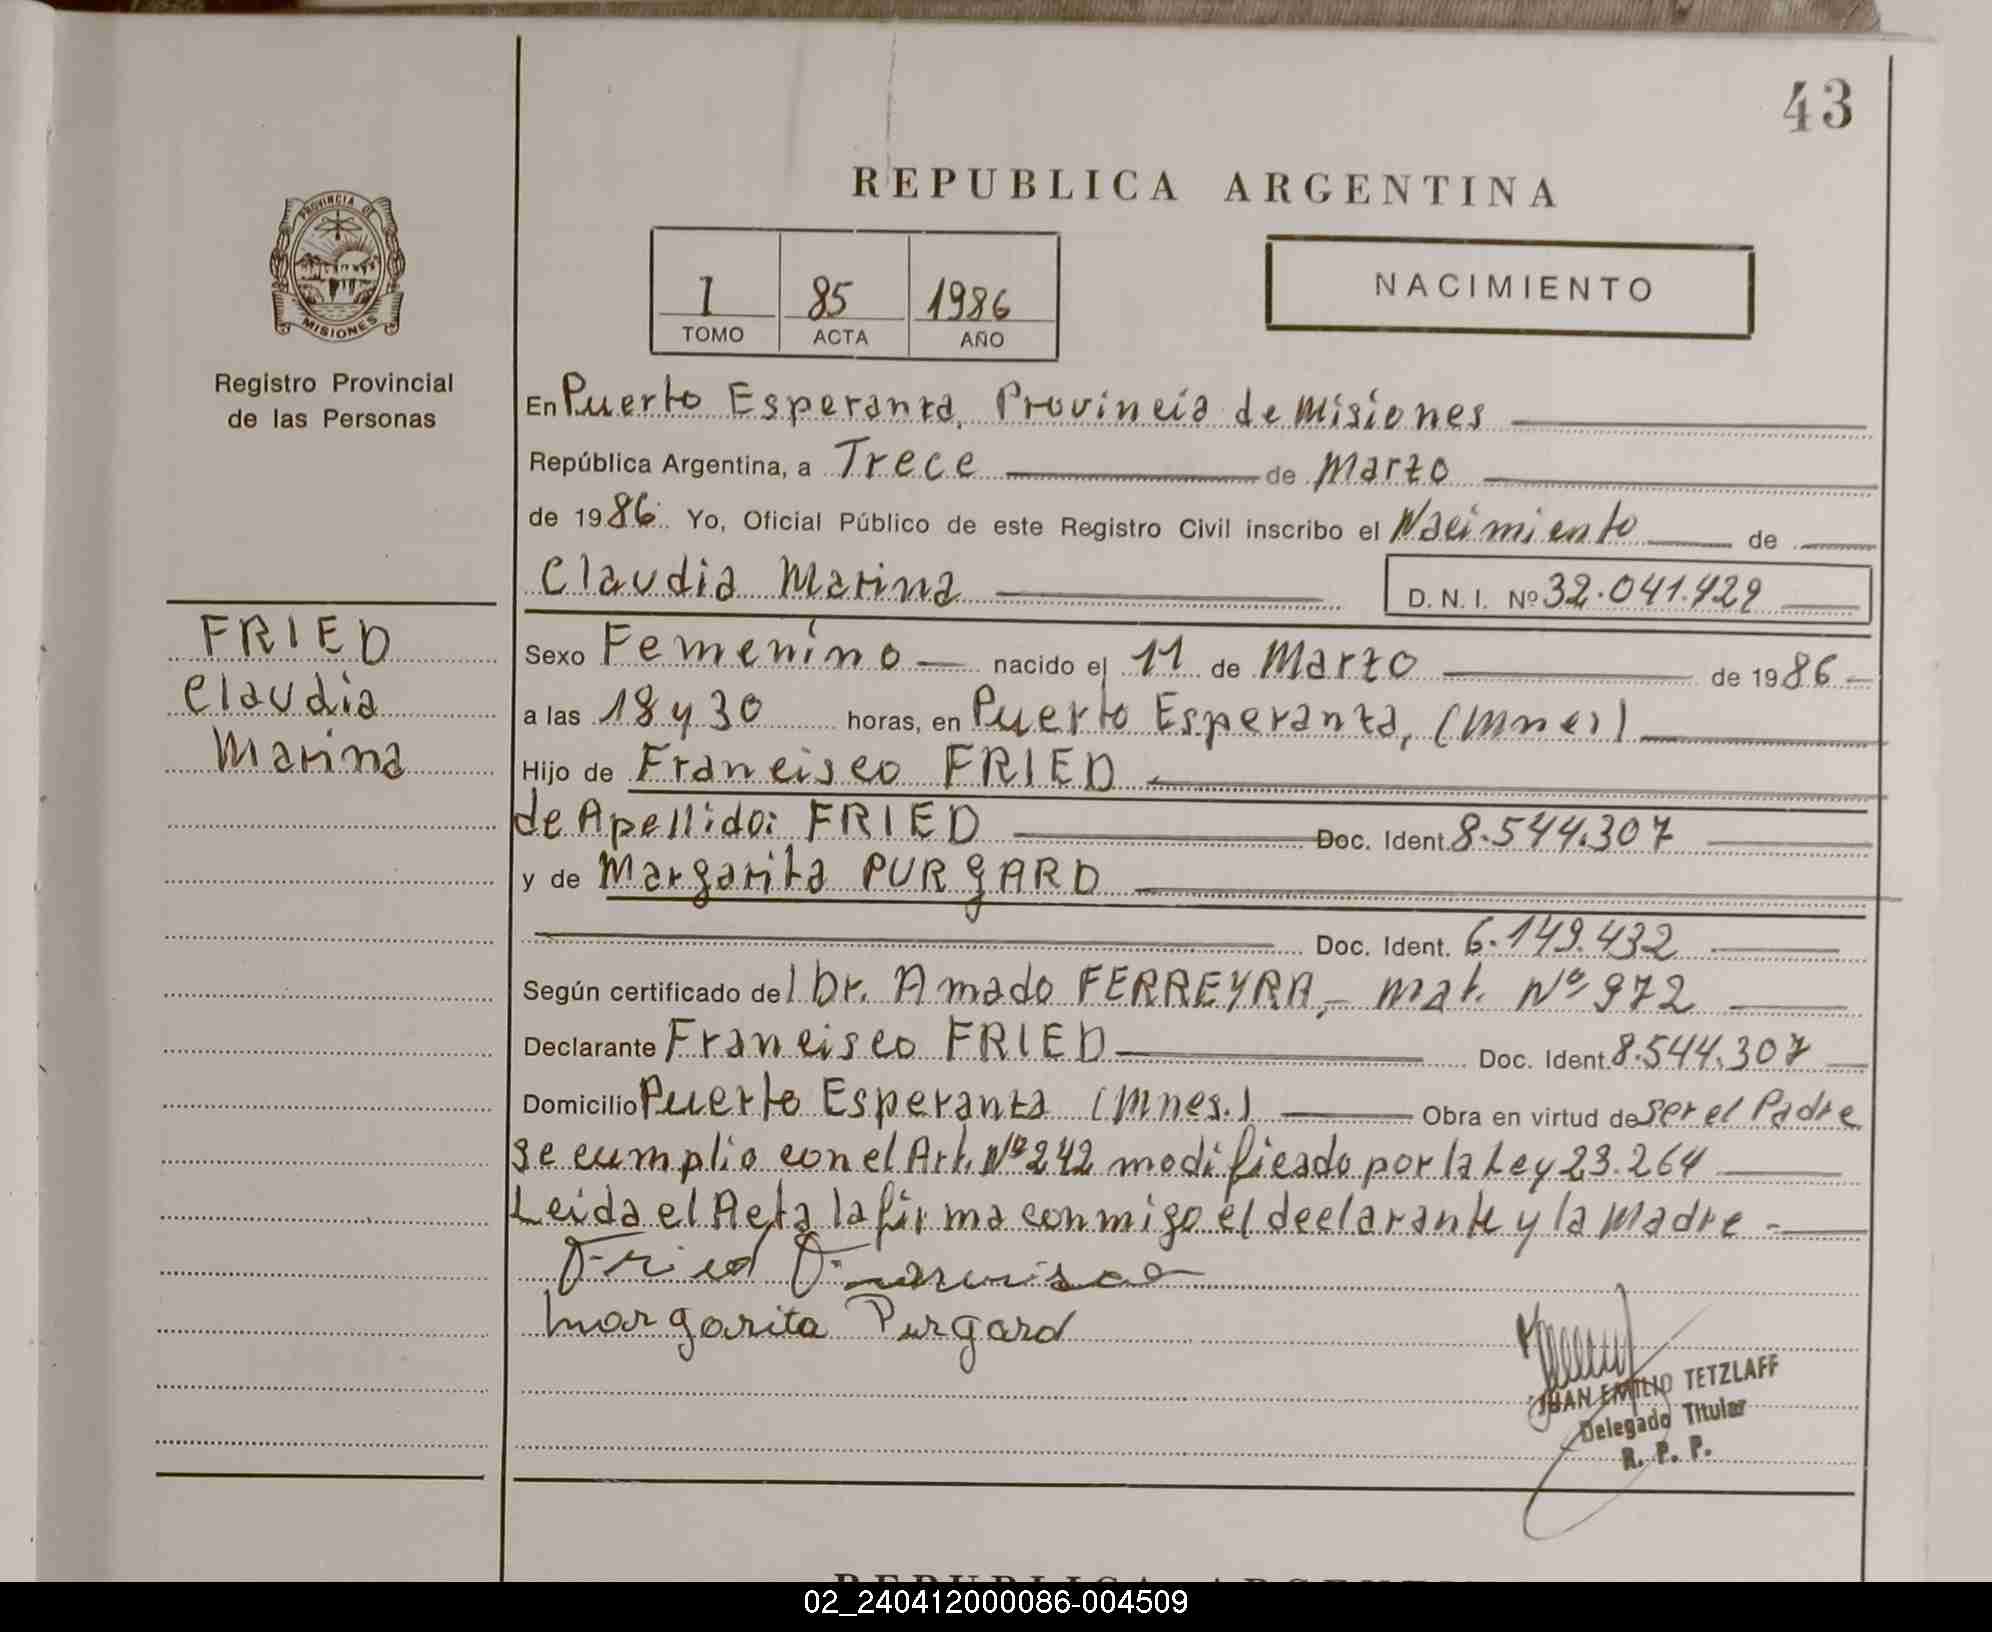 43
REPUBLICA ARGENTINA
PROVINCIA DE
MISIONES
1 85 1986
TOMO ACTA AÑO
NACIMIENTO
Registro Provincial
de las Personas
FRIED
Claudia
Marina
En Puerto Esperanza, Provincia de Misiones
República Argentina, a Trece de Marzo
de 1986 Yo, Oficial Público de este Registro Civil inscribo el Nacimiento de
Claudia Marina D. N. I. Nº 32.041.429
Sexo Femenino nacido el 11 de Marzo de 1986
a las 18 y 30 horas, en Puerto Esperanza, (Mnes)
Hijo de Francisco FRIED
de Apellido: FRIED Doc. Ident. 8.544.307
y de Margarita PURGARD
Doc. Ident. 6.149.432
Según certificado del Dr. Amado FERREYRA, - Mat. Nº 972
Declarante Francisco FRIED Doc. Ident. 8.544.307
Domicilio Puerto Esperanza (Mnes.) Obra en virtud de ser el Padre
se cumplio con el Art. Nº 242 modificado por la Ley 23.264
Leida el Acta la firma conmigo el declarante y la Madre -
Fried Francisco
Margarita Purgard
JUAN EMILIO TETZLAFF
Delegado Titular
R. P. P.
REPUBLICA ARGENTINA
02_240412000086-004509